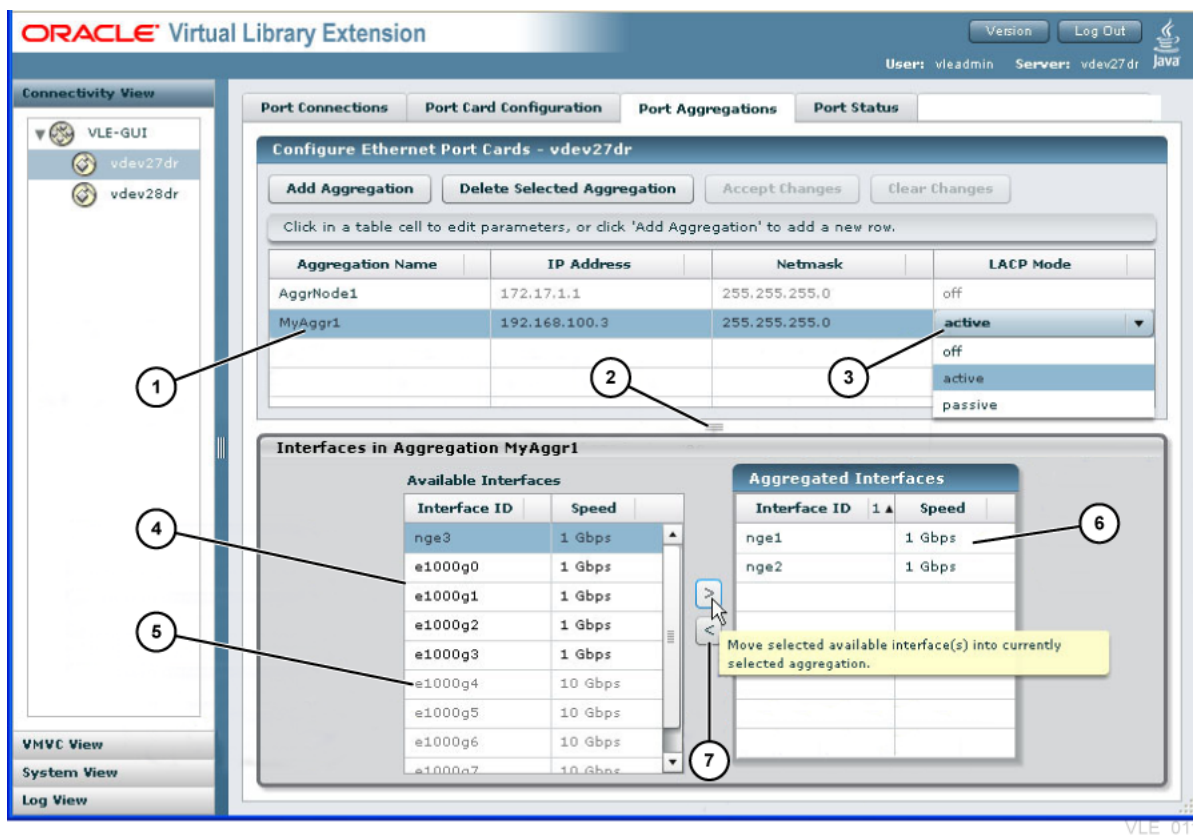 ORACLE Virtual Library Extension
Version Log Out
User: vleadmin Server: vdev27dr Java
Connectivity View
VLE-GUI
vdev27dr
vdev28dr
VMVC View
System View
Log View
Port Connections Port Card Configuration Port Aggregations Port Status
Configure Ethernet Port Cards - vdev27dr
Add Aggregation Delete Selected Aggregation Accept Changes Clear Changes
Click in a table cell to edit parameters, or click 'Add Aggregation' to add a new row.
Aggregation Name IP Address Netmask LACP Mode
AggrNode1 172.17.1.1 255.255.255.0 off
MyAggr1 192.168.100.3 255.255.255.0 active
off
active
passive
1
2
3
Interfaces in Aggregation MyAggr1
Available Interfaces
Interface ID Speed
nge3 1 Gbps
e1000g0 1 Gbps
e1000g1 1 Gbps
e1000g2 1 Gbps
e1000g3 1 Gbps
e1000g4 10 Gbps
e1000g5 10 Gbps
e1000g6 10 Gbps
e1000g7 10 Gbps
4
5
>
<
Move selected available interface(s) into currently
selected aggregation.
Aggregated Interfaces
Interface ID 1 Speed
nge1 1 Gbps
nge2 1 Gbps
6
7
VLE_01